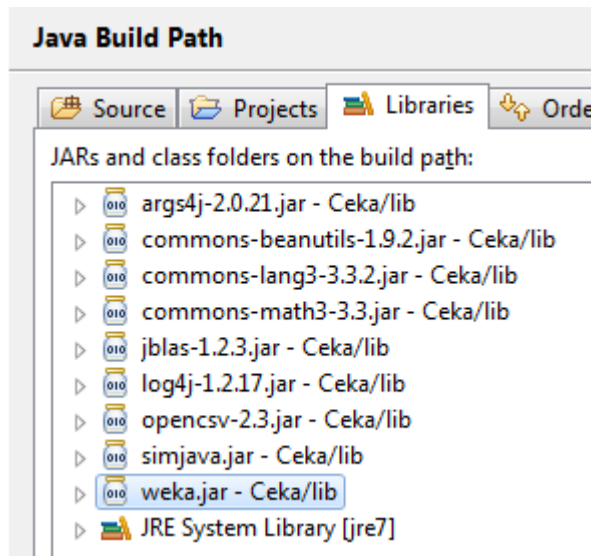 Java Build Path
Source Projects Libraries Orde
JARs and class folders on the build path:
args4j-2.0.21.jar - Ceka/lib
commons-beanutils-1.9.2.jar - Ceka/lib
commons-lang3-3.3.2.jar - Ceka/lib
commons-math3-3.3.jar - Ceka/lib
jblas-1.2.3.jar - Ceka/lib
log4j-1.2.17.jar - Ceka/lib
opencsv-2.3.jar - Ceka/lib
simjava.jar - Ceka/lib
weka.jar - Ceka/lib
JRE System Library [jre7]